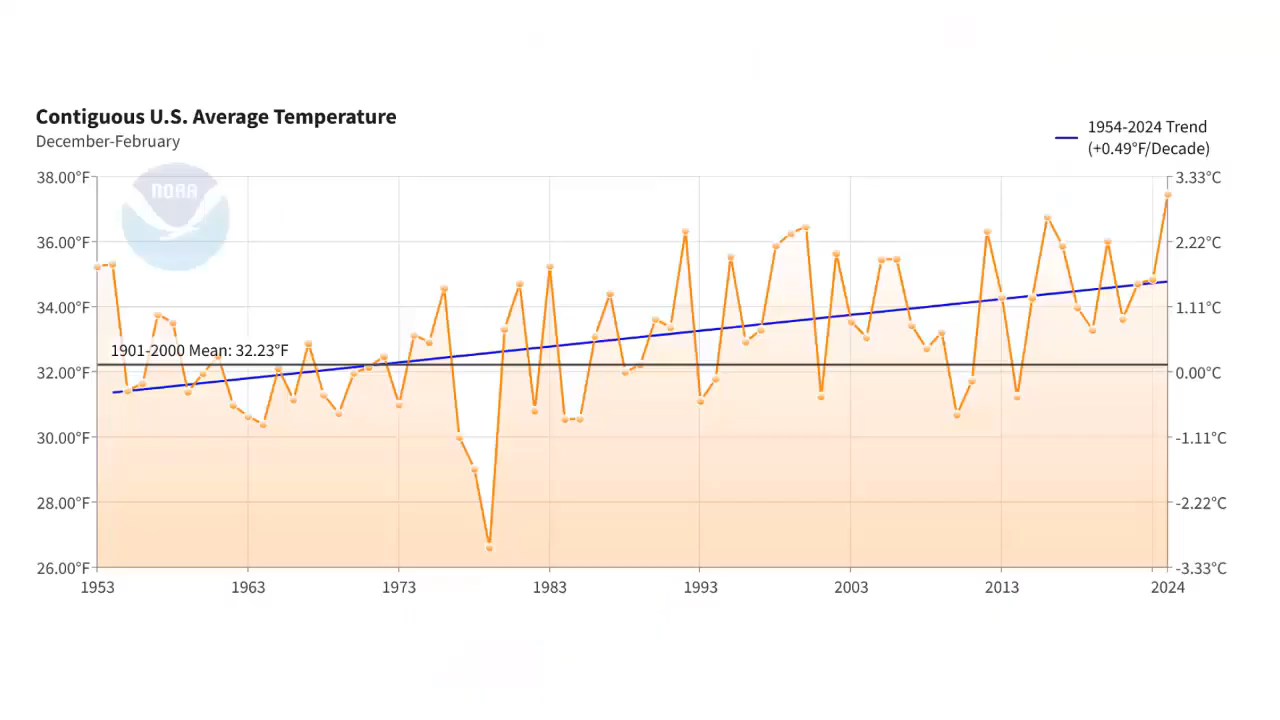 Contiguous U.S. Average Temperature
December-February
1954-2024 Trend
(+0.49°F/Decade)
NOAA
38.00°F
3.33°C
36.00°F
2.22°C
34.00°F
1.11°C
1901-2000 Mean: 32.23°F
32.00°F
0.00°C
30.00°F
-1.11°C
28.00°F
-2.22°C
26.00°F
-3.33°C
1953 1963 1973 1983 1993 2003 2013 2024